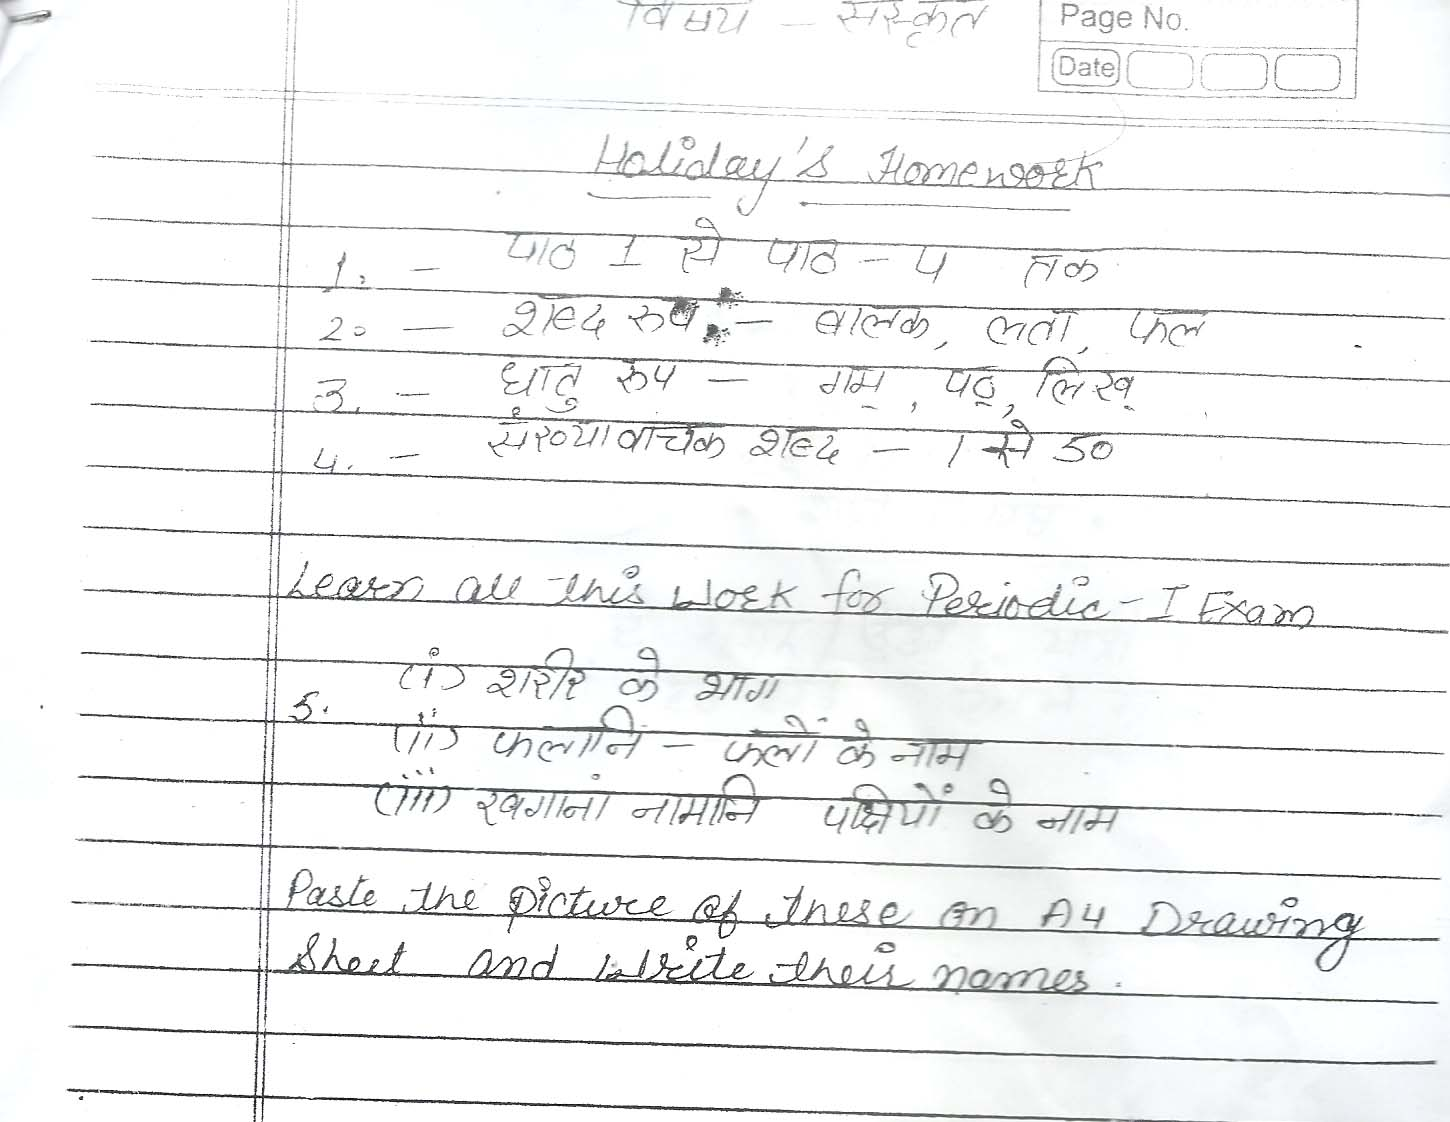 विषय - संस्कृत
Page No.
Date
Holiday's Homework
1. - पाठ 1 से पाठ - 4 तक
2. - शब्द रूप :- बालक, लता, फल
3. - धातु रूप - गम्, पठ्, लिख्
4. - संख्यावाचक शब्द - 1 से 50
Learn all this work for Periodic-I Exam
(i) शरीर के भाग
5.
(ii) फलानि - फलों के नाम
(iii) खगानां नामानि पक्षियों के नाम
Paste the picture of these on A4 Drawing
Sheet and write their names.